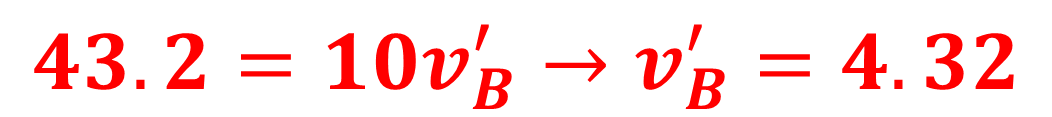 43.2 = 10v′_B → v′_B = 4.32